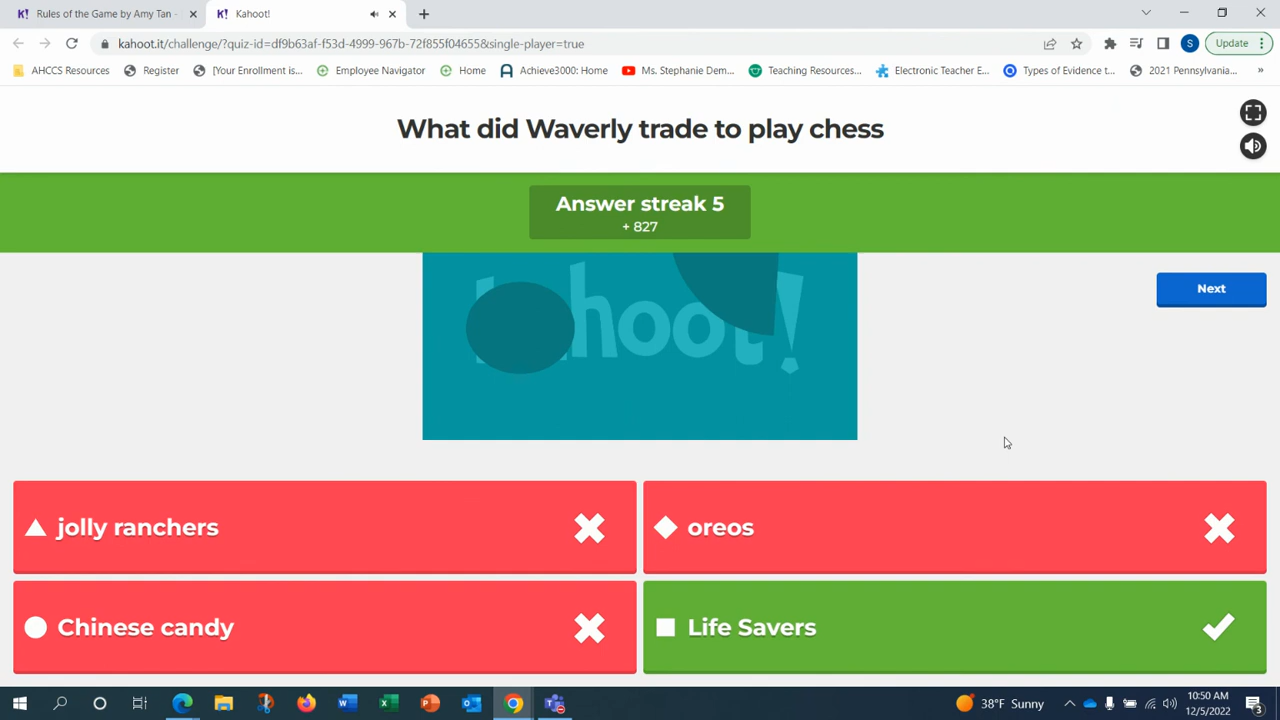 Rules of the Game by Amy Tan -
Kahoot!
kahoot.it/challenge/?quiz-id=df9b63af-f53d-4999-967b-72f855f04655&single-player=true
S
Update
AHCCS Resources
Register
[Your Enrollment is...
Employee Navigator
Home
Achieve3000: Home
Ms. Stephanie Dem...
Teaching Resources...
Electronic Teacher E...
Types of Evidence t...
2021 Pennsylvania...
»
What did Waverly trade to play chess
Answer streak 5
+ 827
Kahoot!
Next
jolly ranchers
oreos
Chinese candy
Life Savers
38°F Sunny
10:50 AM
12/5/2022
3